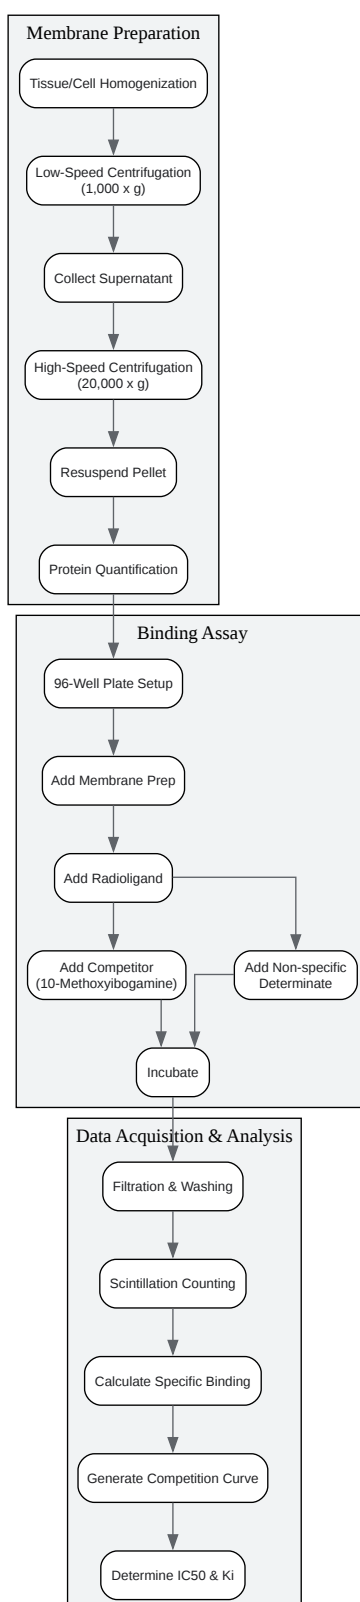 Membrane Preparation
Tissue/Cell Homogenization
Low-Speed Centrifugation
(1,000 x g)
Collect Supernatant
High-Speed Centrifugation
(20,000 x g)
Resuspend Pellet
Protein Quantification
Binding Assay
96-Well Plate Setup
Add Membrane Prep
Add Radioligand
Add Competitor
(10-Methoxyibogamine)
Add Non-specific
Determinate
Incubate
Data Acquisition & Analysis
Filtration & Washing
Scintillation Counting
Calculate Specific Binding
Generate Competition Curve
Determine IC50 & Ki